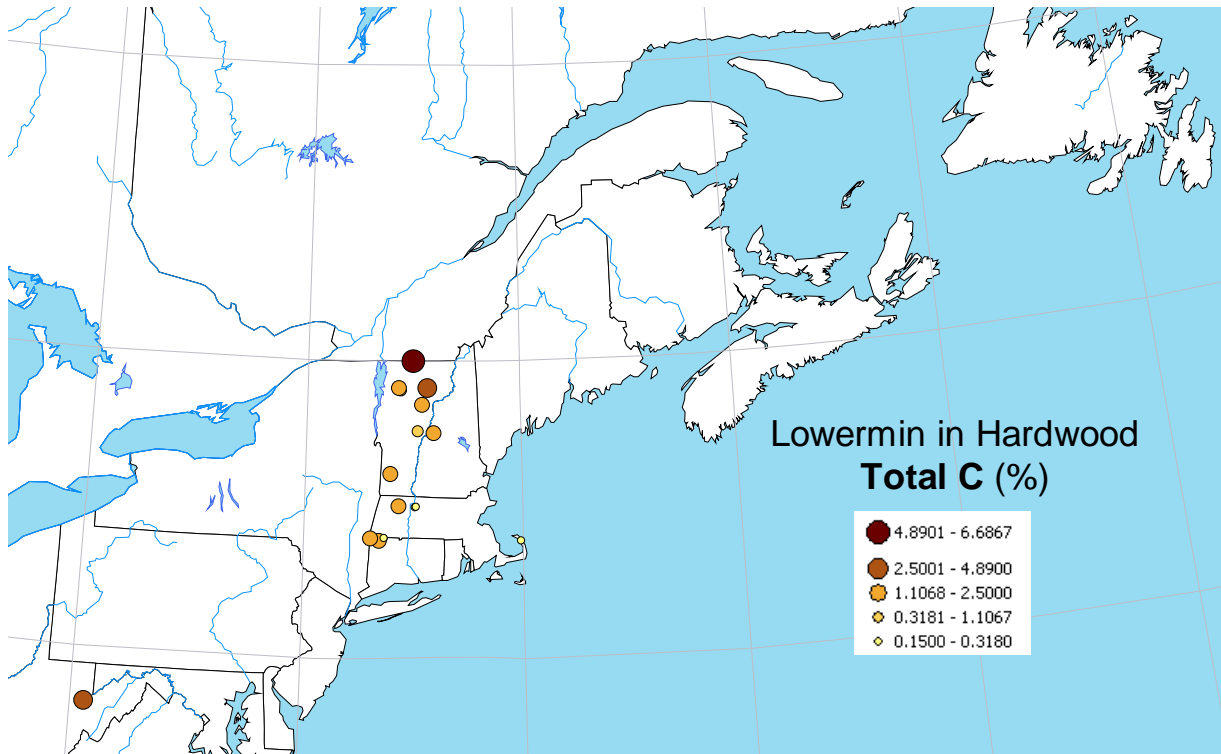 Lowermin in Hardwood
Total C (%)
4.8901 - 6.6867
2.5001 - 4.8900
1.1068 - 2.5000
0.3181 - 1.1067
0.1500 - 0.3180